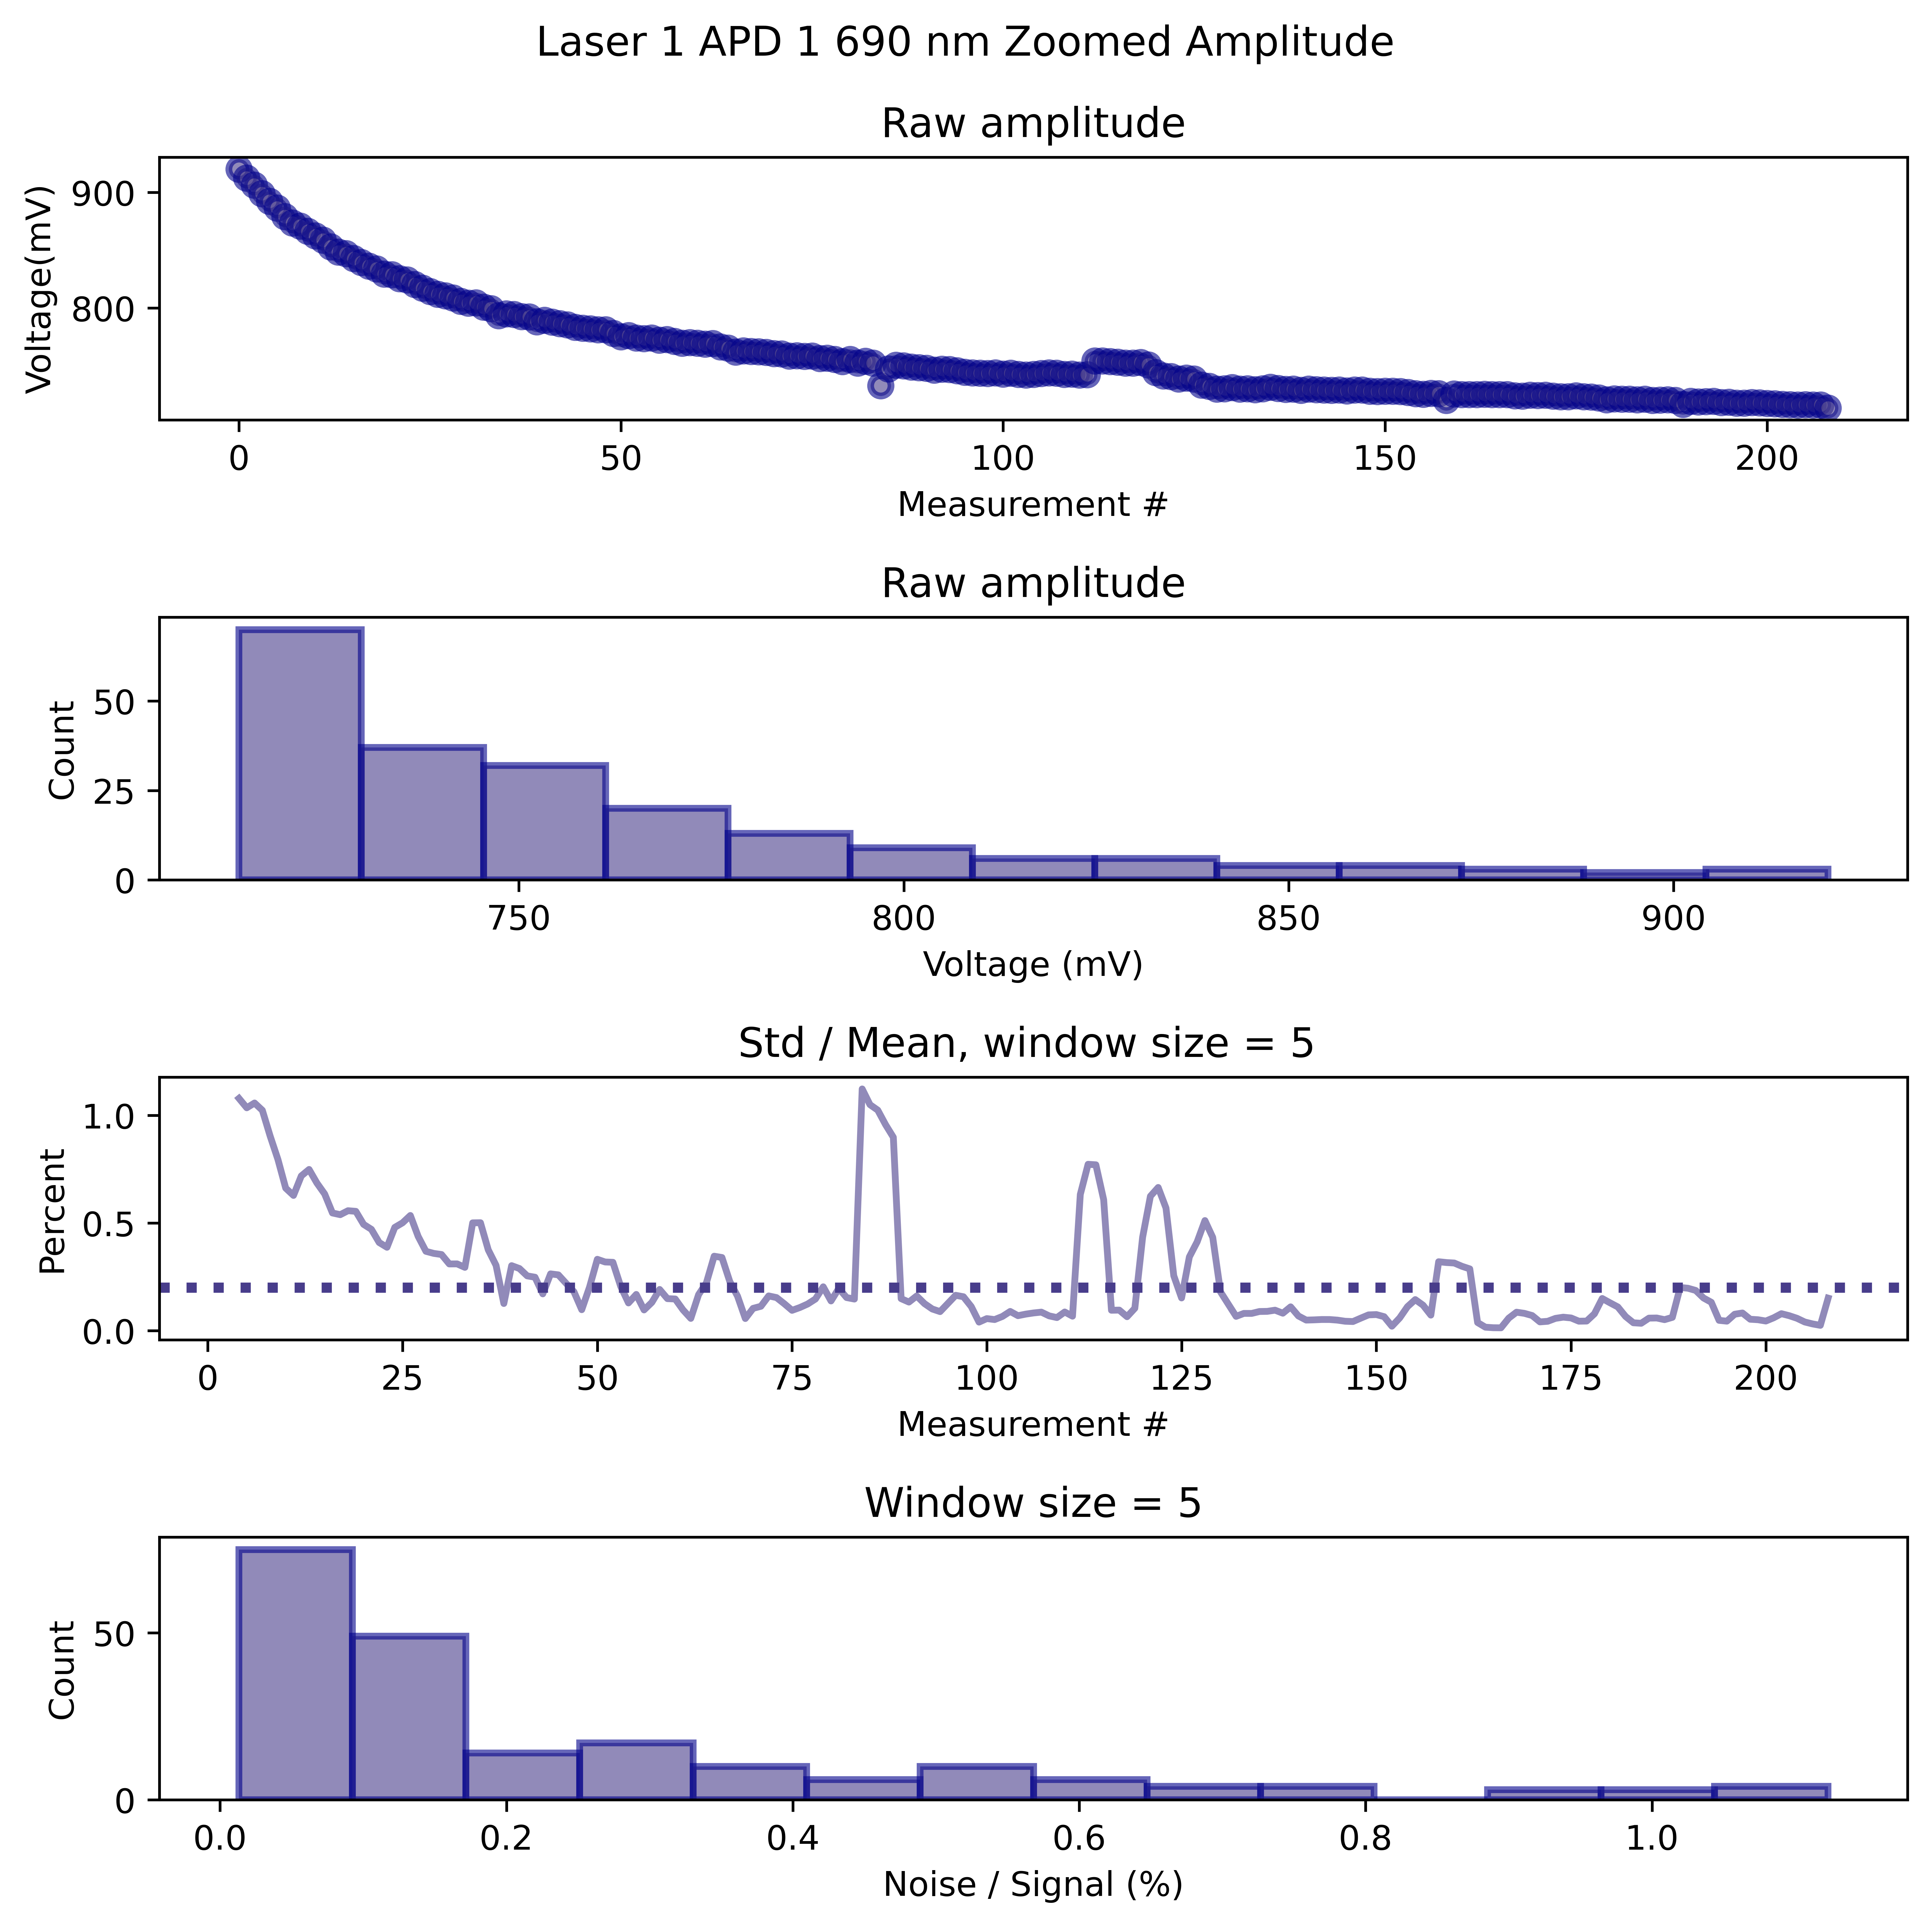 Laser 1 APD 1 690 nm Zoomed Amplitude
Raw amplitude
Voltage(mV)
900
800
0 50 100 150 200
Measurement #
Raw amplitude
Count
50
25
0
750 800 850 900
Voltage (mV)
Std / Mean, window size = 5
Percent
1.0
0.5
0.0
0 25 50 75 100 125 150 175 200
Measurement #
Window size = 5
Count
50
0
0.0 0.2 0.4 0.6 0.8 1.0
Noise / Signal (%)